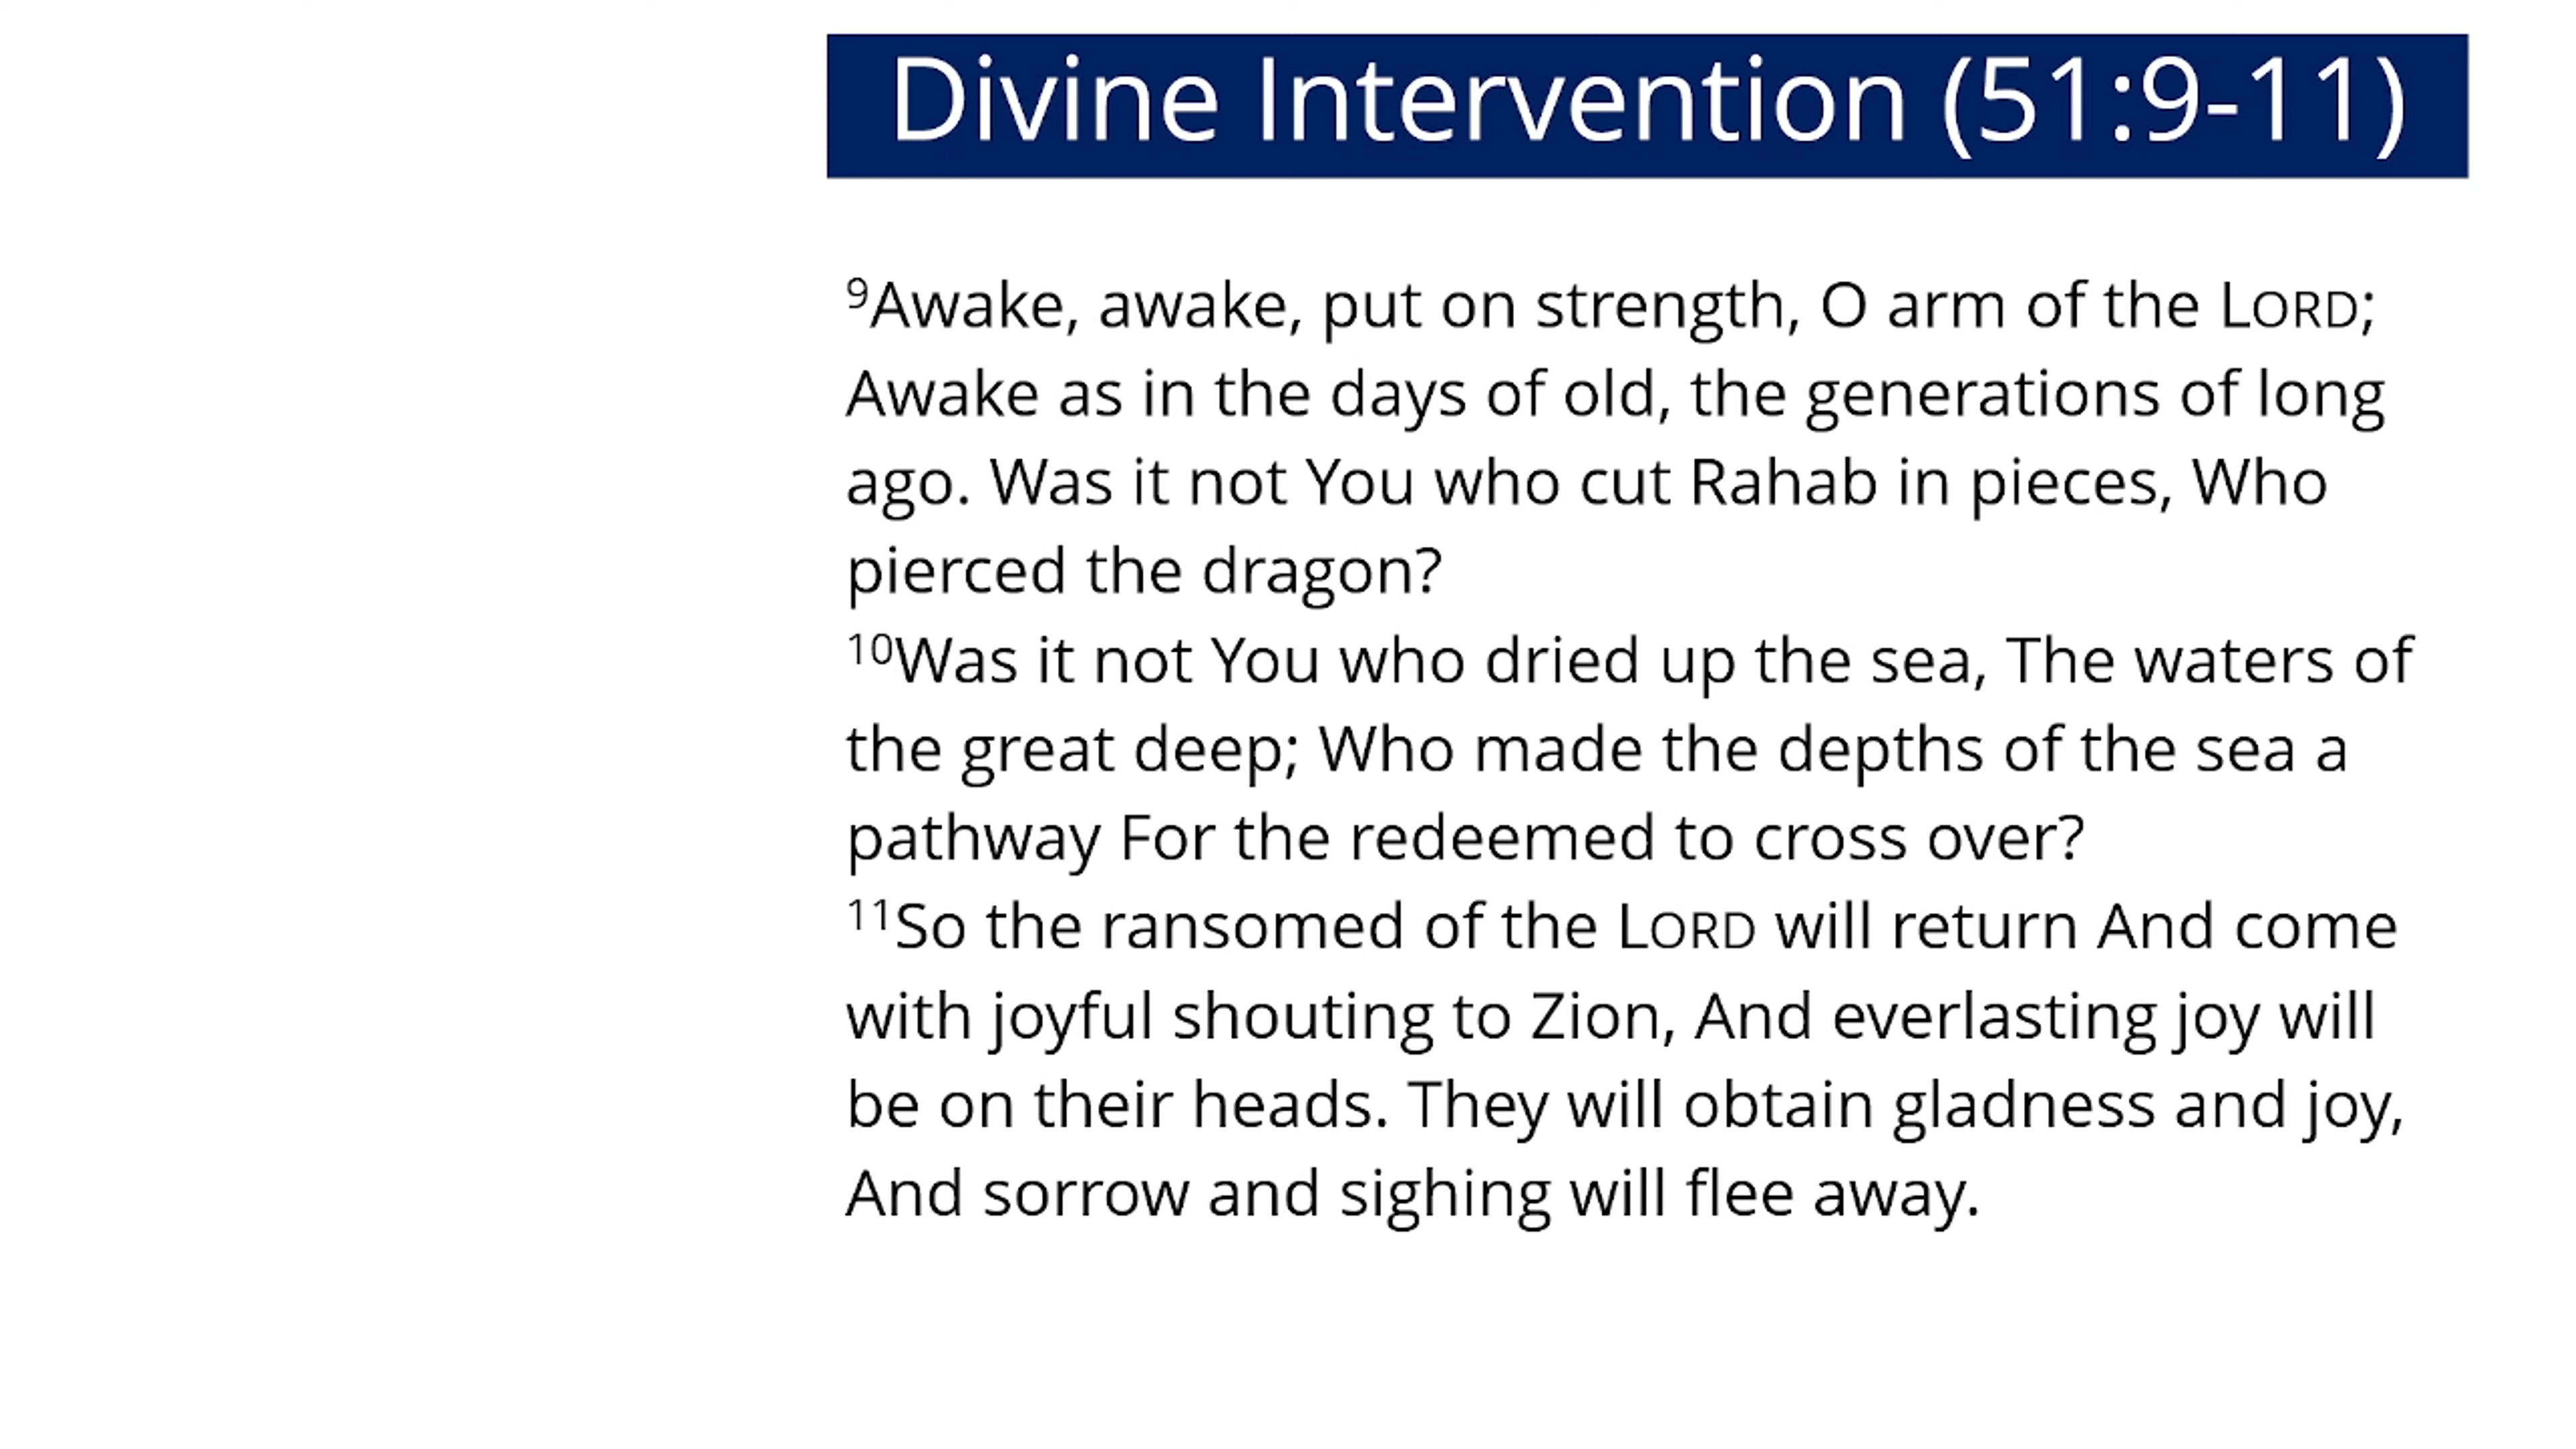 Divine Intervention (51:9-11)
⁹Awake, awake, put on strength, O arm of the LORD;
Awake as in the days of old, the generations of long
ago. Was it not You who cut Rahab in pieces, Who
pierced the dragon?
¹⁰Was it not You who dried up the sea, The waters of
the great deep; Who made the depths of the sea a
pathway For the redeemed to cross over?
¹¹So the ransomed of the LORD will return And come
with joyful shouting to Zion, And everlasting joy will
be on their heads. They will obtain gladness and joy,
And sorrow and sighing will flee away.